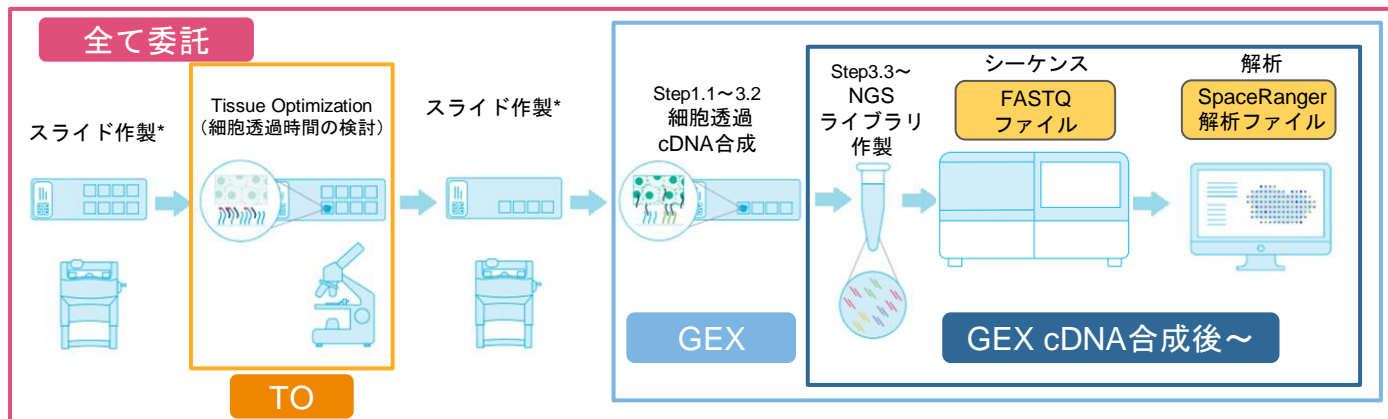 全て委託
スライド作製*
Tissue Optimization
（細胞透過時間の検討）
スライド作製*
Step1.1～3.2
細胞透過
cDNA合成
Step3.3～
NGS
ライブラリ
作製
シーケンス
FASTQ
ファイル
解析
SpaceRanger
解析ファイル
TO
GEX
GEX cDNA合成後～